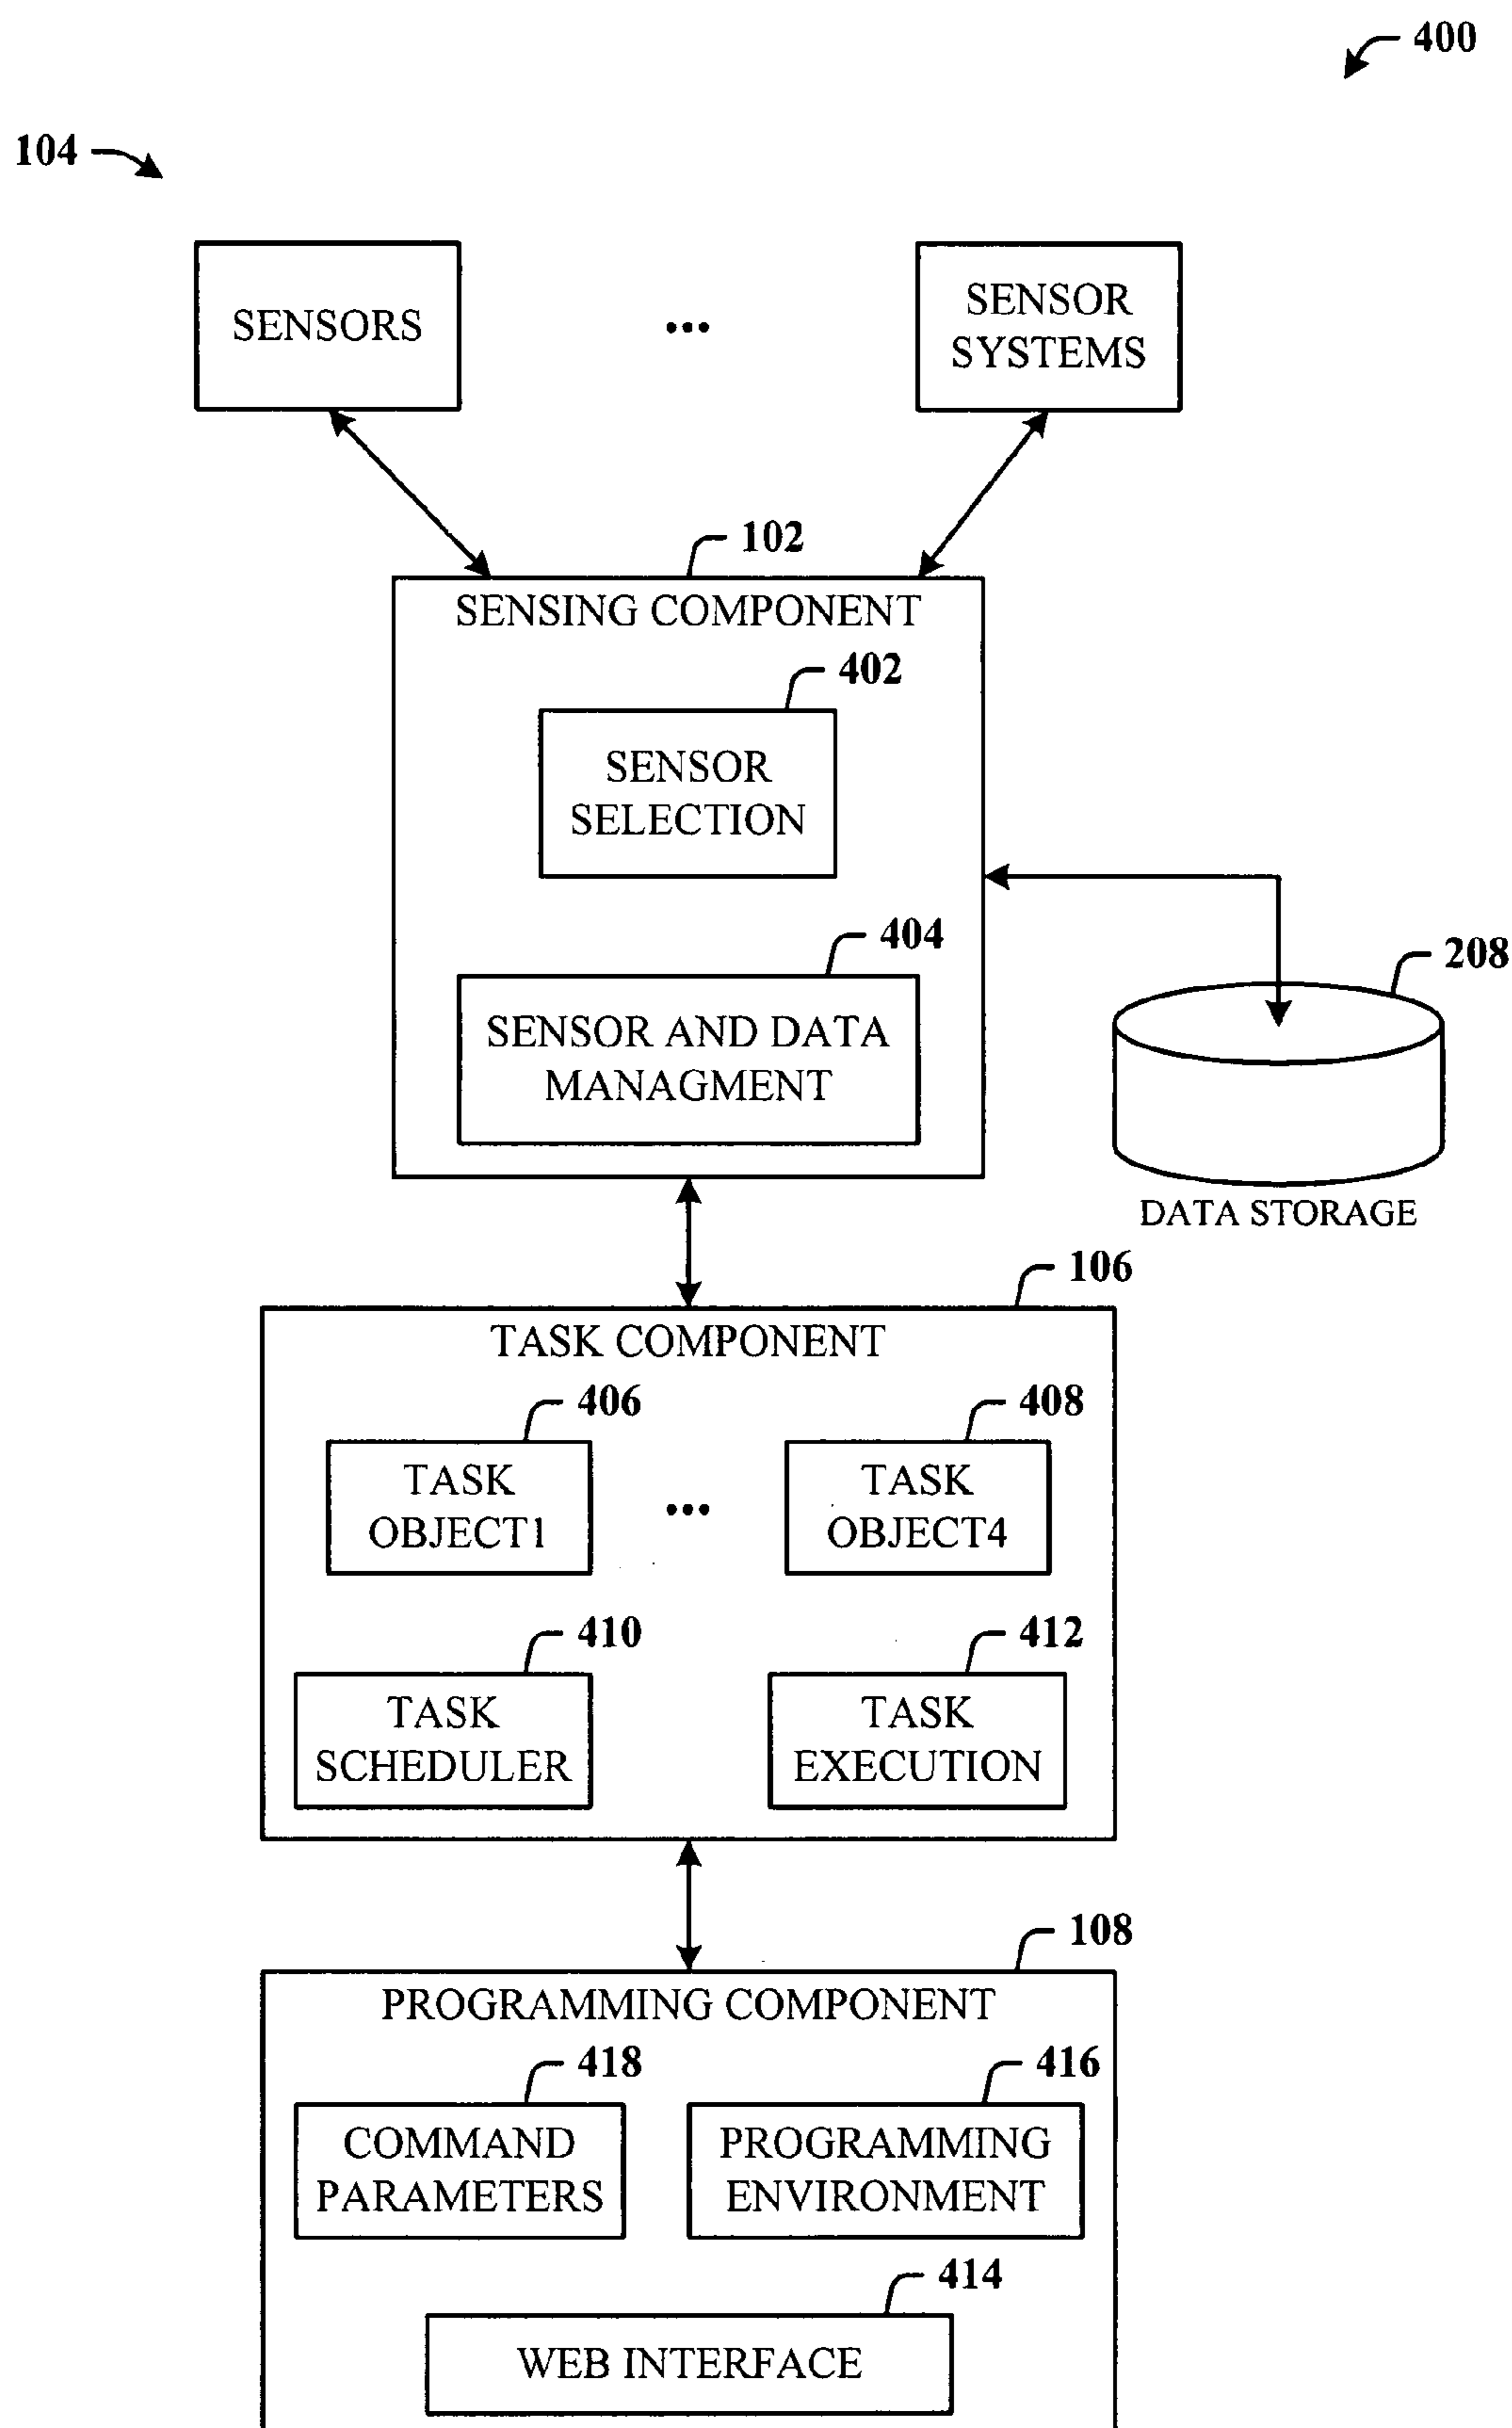 400
104
SENSORS
...
SENSOR
SYSTEMS
102
SENSING COMPONENT
402
SENSOR
SELECTION
404
SENSOR AND DATA
MANAGMENT
208
DATA STORAGE
106
TASK COMPONENT
406
408
TASK
OBJECT1
...
TASK
OBJECT4
410
412
TASK
SCHEDULER
TASK
EXECUTION
108
PROGRAMMING COMPONENT
418
416
COMMAND
PARAMETERS
PROGRAMMING
ENVIRONMENT
414
WEB INTERFACE